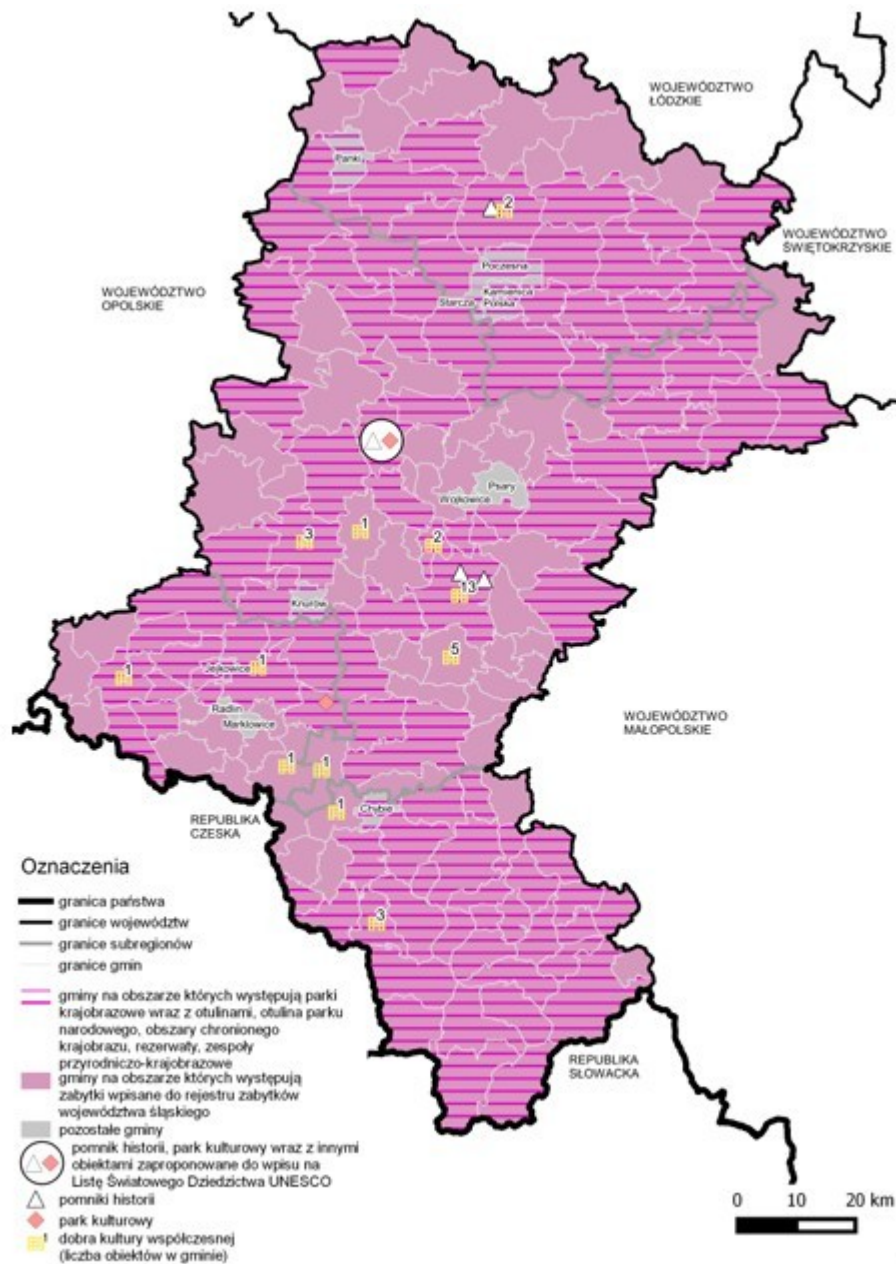 WOJEWÓDZTWO
ŁÓDZKIE
Panki
2
WOJEWÓDZTWO
ŚWIĘTOKRZYSKIE
Poczesna
WOJEWÓDZTWO
OPOLSKIE
Kamienica
Polska
Starcza
Psary
Wojkowice
3
1
2
13
Knurów
5
1
Jejkowice
1
Radlin
Marklowice
WOJEWÓDZTWO
MAŁOPOLSKIE
1
1
1
Chybie
REPUBLIKA
CZESKA
3
REPUBLIKA
SŁOWACKA
Oznaczenia
granica państwa
granice województw
granice subregionów
granice gmin
gminy na obszarze których występują parki
krajobrazowe wraz z otulinami, otulina parku
narodowego, obszary chronionego
krajobrazu, rezerwaty, zespoły
przyrodniczo-krajobrazowe
gminy na obszarze których występują
zabytki wpisane do rejestru zabytków
województwa śląskiego
pozostałe gminy
pomnik historii, park kulturowy wraz z innymi
obiektami zaproponowane do wpisu na
Listę Światowego Dziedzictwa UNESCO
pomniki historii
park kulturowy
1 dobra kultury współczesnej
(liczba obiektów w gminie)
0 10 20 km